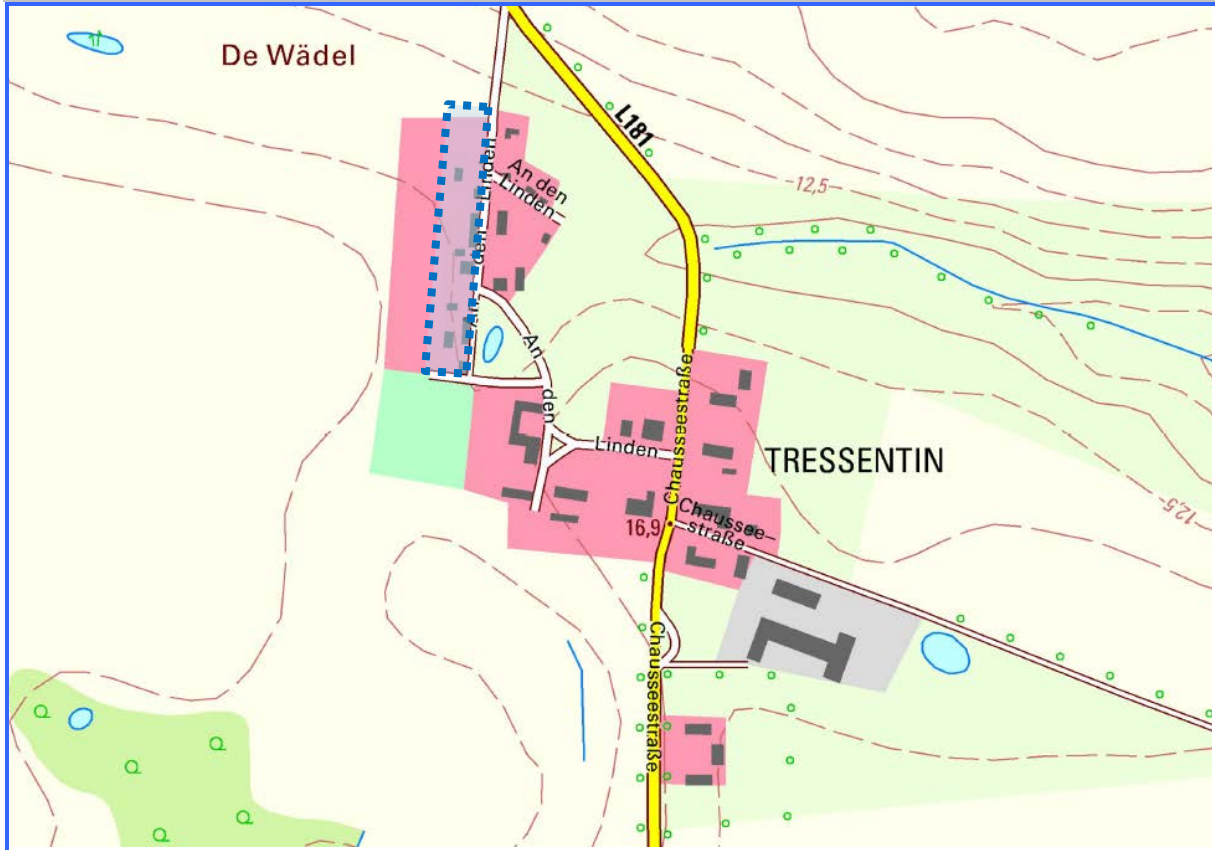 De Wädel
L181
An den
Linden
An den Linden
12,5
An
den
Linden
Chausseestraße
TRESSENTIN
12,5
16,9
Chaussee-
straße
Chausseestraße